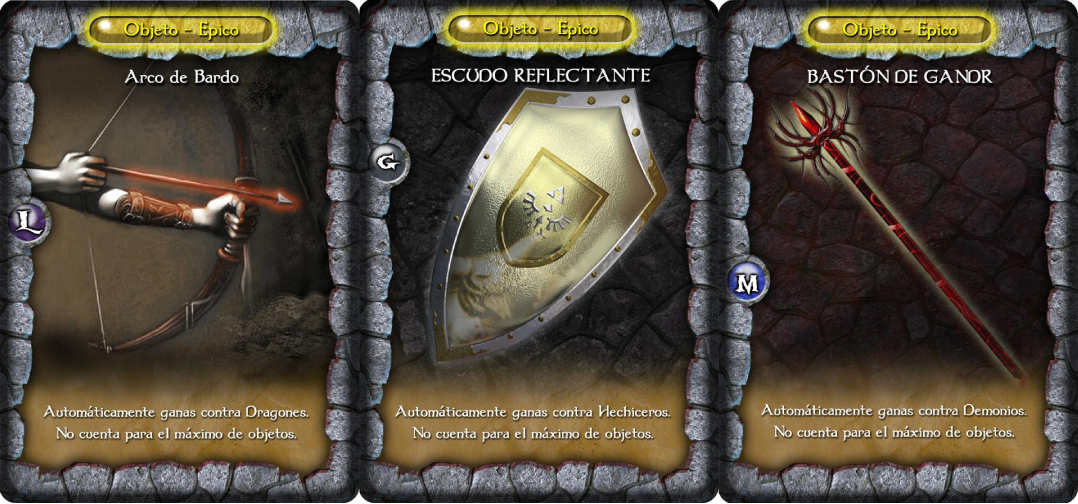 Objeto - Epico
Arco de Bardo
L
Automáticamente ganas contra Dragones.
No cuenta para el máximo de objetos.
Objeto - Epico
ESCUDO REFLECTANTE
G
Automáticamente ganas contra Hechiceros.
No cuenta para el máximo de objetos.
Objeto - Epico
BASTÓN DE GANDR
M
Automáticamente ganas contra Demonios.
No cuenta para el máximo de objetos.